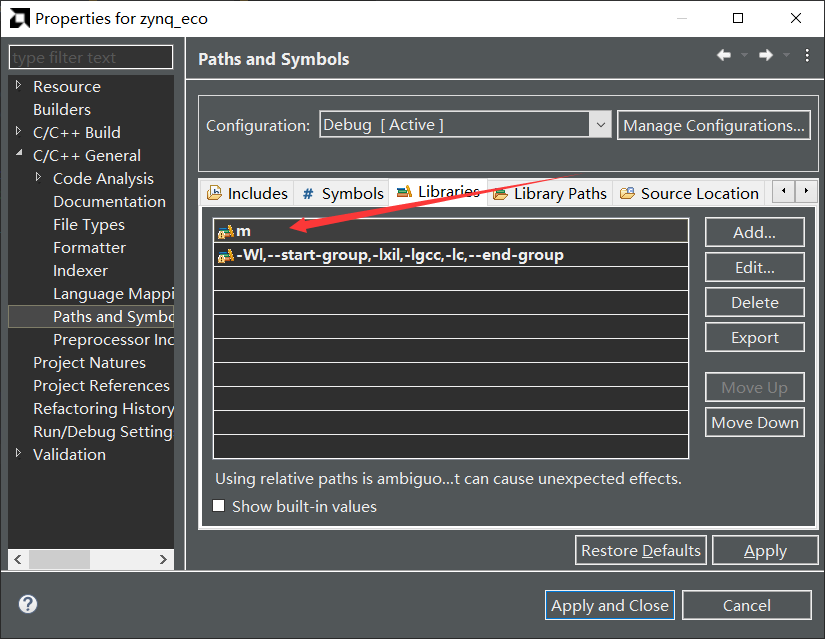 Properties for zynq_eco
type filter text
Resource
Builders
C/C++ Build
C/C++ General
Code Analysis
Documentation
File Types
Formatter
Indexer
Language Mappi
Paths and Symbo
Preprocessor Inc
Project Natures
Project References
Refactoring History
Run/Debug Setting
Validation
Paths and Symbols
Configuration: Debug [ Active ] Manage Configurations...
Includes # Symbols Libraries Library Paths Source Location
m
-Wl,--start-group,-lxil,-lgcc,-lc,--end-group
Add...
Edit...
Delete
Export
Move Up
Move Down
Using relative paths is ambiguo...t can cause unexpected effects.
Show built-in values
Restore Defaults Apply
Apply and Close Cancel